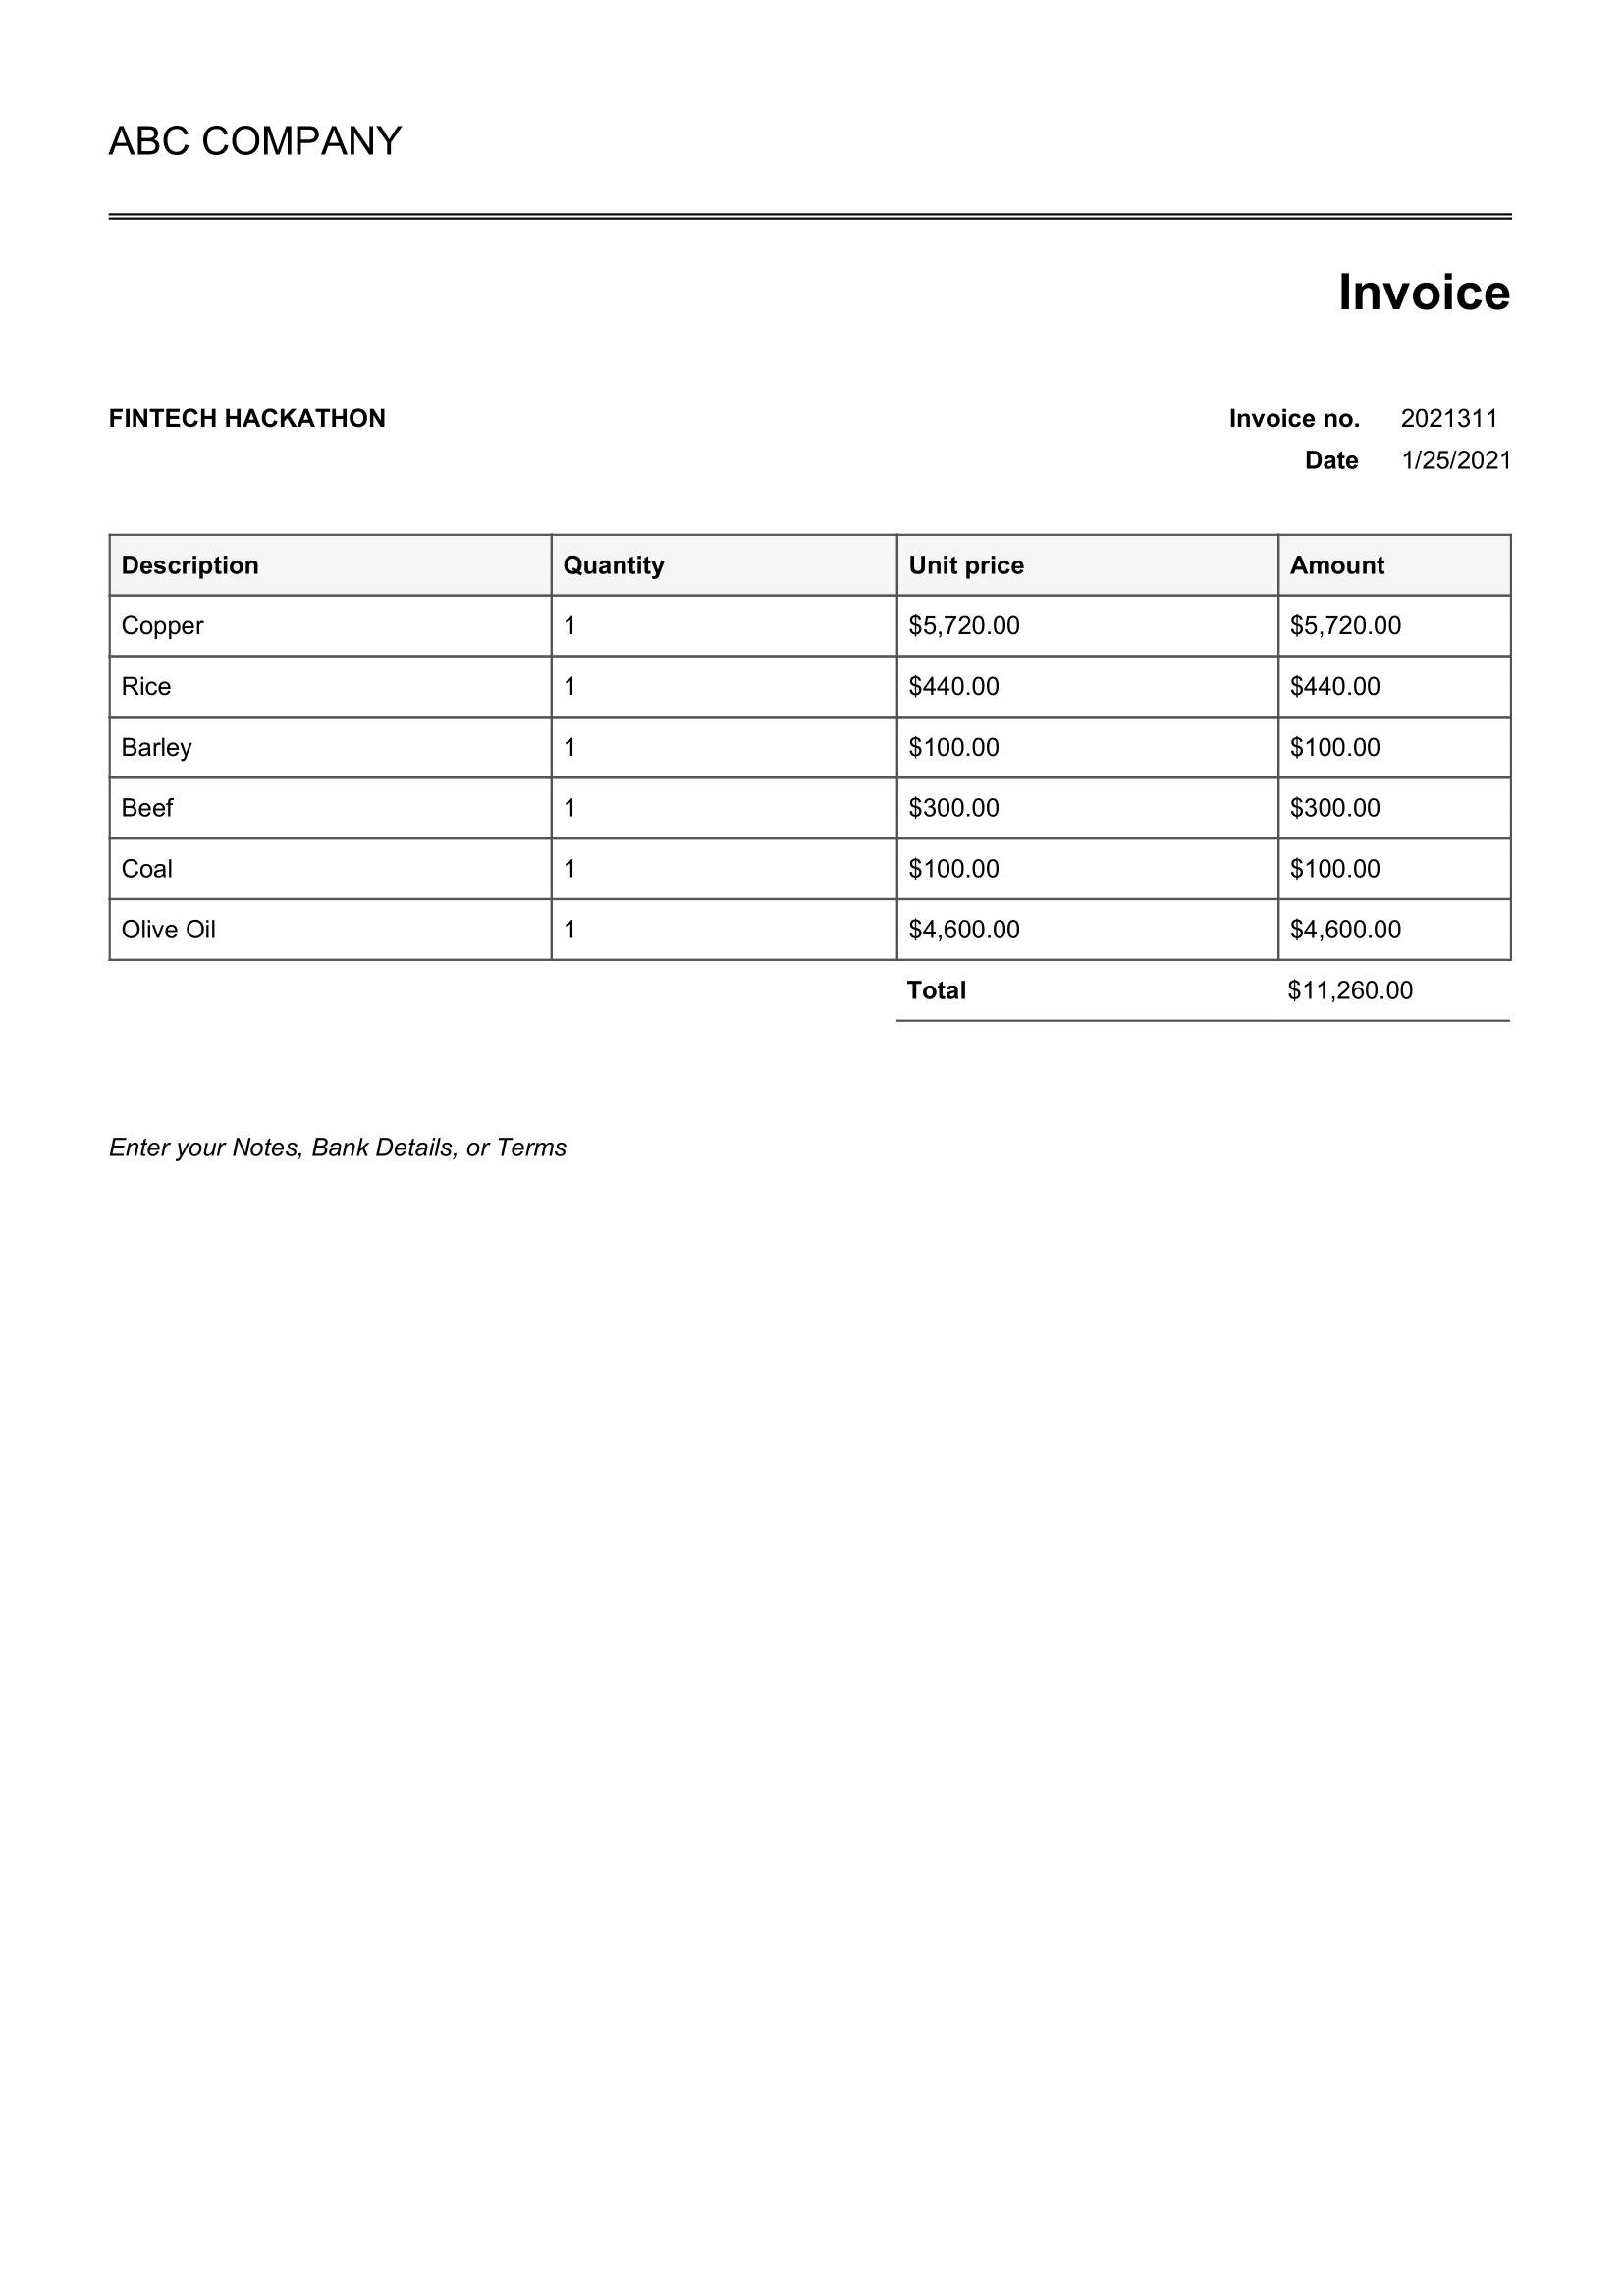 ABC COMPANY
Invoice
FINTECH HACKATHON Invoice no. 2021311
Date 1/25/2021
Description Quantity Unit price Amount
Copper 1 $5,720.00 $5,720.00
Rice 1 $440.00 $440.00
Barley 1 $100.00 $100.00
Beef 1 $300.00 $300.00
Coal 1 $100.00 $100.00
Olive Oil 1 $4,600.00 $4,600.00
Total $11,260.00
Enter your Notes, Bank Details, or Terms